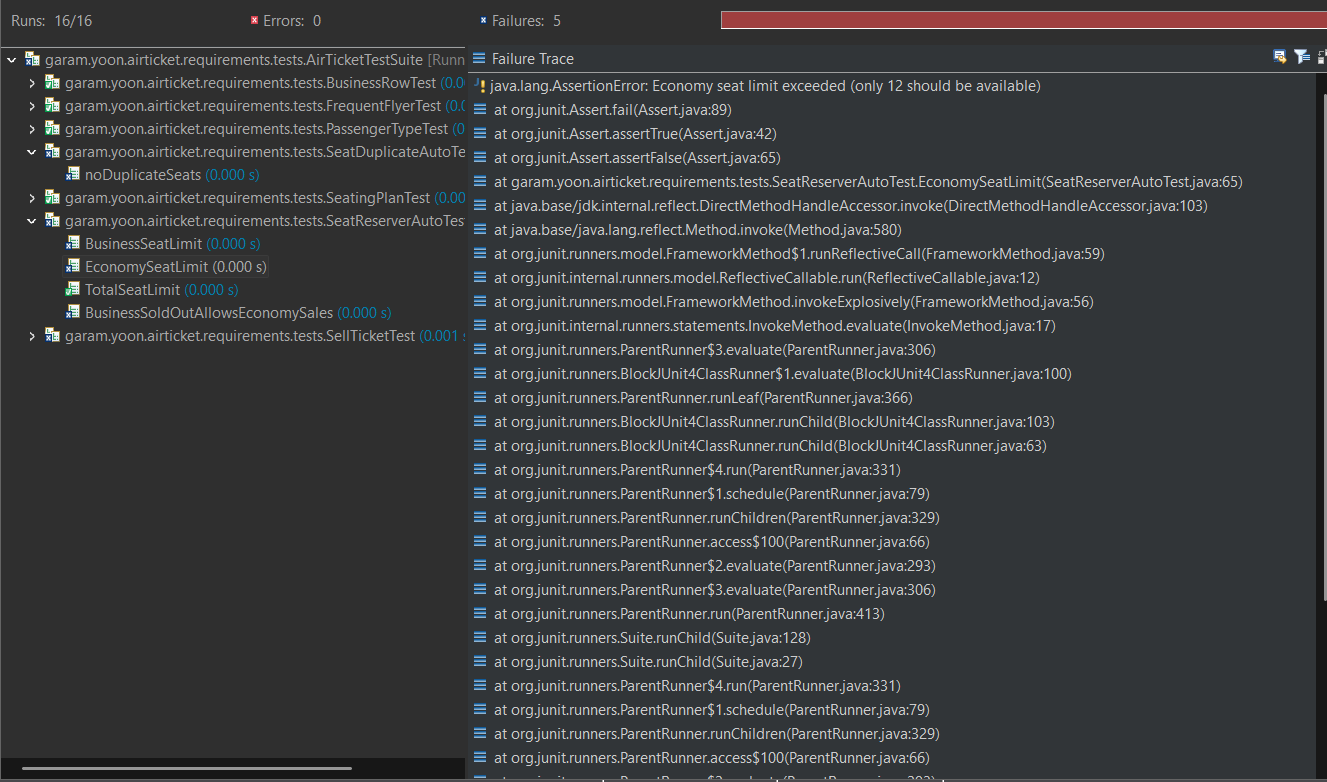 Runs: 16/16
Errors: 0
Failures: 5
garam.yoon.airticket.requirements.tests.AirTicketTestSuite [Runn
garam.yoon.airticket.requirements.tests.BusinessRowTest (0.00
garam.yoon.airticket.requirements.tests.FrequentFlyerTest (0.0
garam.yoon.airticket.requirements.tests.PassengerTypeTest (0
garam.yoon.airticket.requirements.tests.SeatDuplicateAutoTe
noDuplicateSeats (0.000 s)
garam.yoon.airticket.requirements.tests.SeatingPlanTest (0.00
garam.yoon.airticket.requirements.tests.SeatReserverAutoTes
BusinessSeatLimit (0.000 s)
EconomySeatLimit (0.000 s)
TotalSeatLimit (0.000 s)
BusinessSoldOutAllowsEconomySales (0.000 s)
garam.yoon.airticket.requirements.tests.SellTicketTest (0.001 s
Failure Trace
java.lang.AssertionError: Economy seat limit exceeded (only 12 should be available)
at org.junit.Assert.fail(Assert.java:89)
at org.junit.Assert.assertTrue(Assert.java:42)
at org.junit.Assert.assertFalse(Assert.java:65)
at garam.yoon.airticket.requirements.tests.SeatReserverAutoTest.EconomySeatLimit(SeatReserverAutoTest.java:65)
at java.base/jdk.internal.reflect.DirectMethodHandleAccessor.invoke(DirectMethodHandleAccessor.java:103)
at java.base/java.lang.reflect.Method.invoke(Method.java:580)
at org.junit.runners.model.FrameworkMethod$1.runReflectiveCall(FrameworkMethod.java:59)
at org.junit.internal.runners.model.ReflectiveCallable.run(ReflectiveCallable.java:12)
at org.junit.runners.model.FrameworkMethod.invokeExplosively(FrameworkMethod.java:56)
at org.junit.internal.runners.statements.InvokeMethod.evaluate(InvokeMethod.java:17)
at org.junit.runners.ParentRunner$3.evaluate(ParentRunner.java:306)
at org.junit.runners.BlockJUnit4ClassRunner$1.evaluate(BlockJUnit4ClassRunner.java:100)
at org.junit.runners.ParentRunner.runLeaf(ParentRunner.java:366)
at org.junit.runners.BlockJUnit4ClassRunner.runChild(BlockJUnit4ClassRunner.java:103)
at org.junit.runners.BlockJUnit4ClassRunner.runChild(BlockJUnit4ClassRunner.java:63)
at org.junit.runners.ParentRunner$4.run(ParentRunner.java:331)
at org.junit.runners.ParentRunner$1.schedule(ParentRunner.java:79)
at org.junit.runners.ParentRunner.runChildren(ParentRunner.java:329)
at org.junit.runners.ParentRunner.access$100(ParentRunner.java:66)
at org.junit.runners.ParentRunner$2.evaluate(ParentRunner.java:293)
at org.junit.runners.ParentRunner$3.evaluate(ParentRunner.java:306)
at org.junit.runners.ParentRunner.run(ParentRunner.java:413)
at org.junit.runners.Suite.runChild(Suite.java:128)
at org.junit.runners.Suite.runChild(Suite.java:27)
at org.junit.runners.ParentRunner$4.run(ParentRunner.java:331)
at org.junit.runners.ParentRunner$1.schedule(ParentRunner.java:79)
at org.junit.runners.ParentRunner.runChildren(ParentRunner.java:329)
at org.junit.runners.ParentRunner.access$100(ParentRunner.java:66)